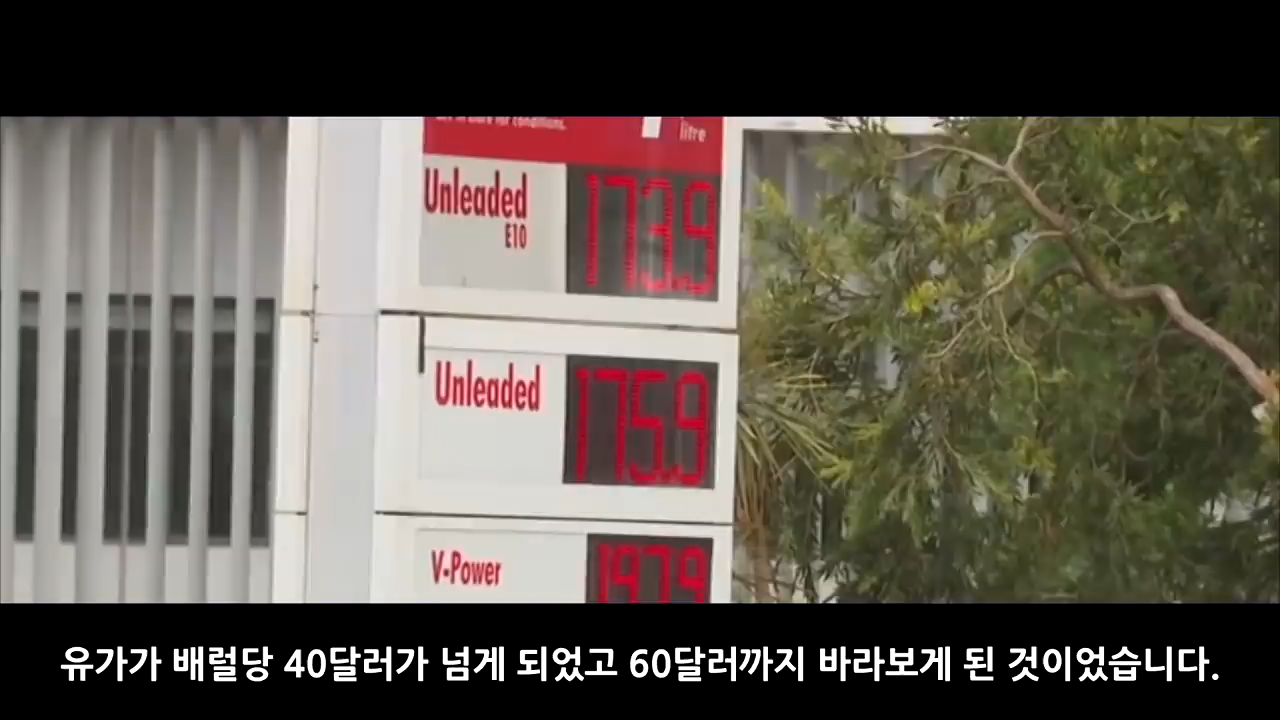 for conditions.
litre
Unleaded
E10
173.9
Unleaded
175.9
V-Power
197.9
유가가 배럴당 40달러가 넘게 되었고 60달러까지 바라보게 된 것이었습니다.